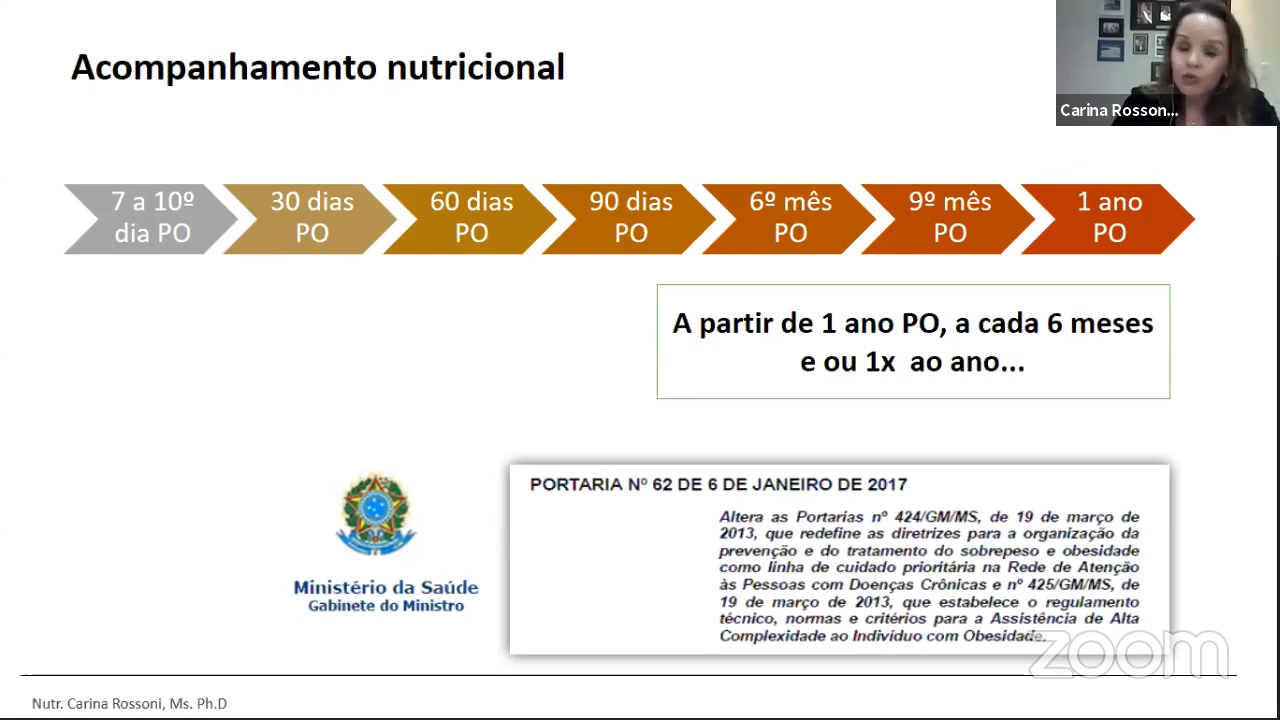 Acompanhamento nutricional
Carina Rosson...
7 a 10º
dia PO
30 dias
PO
60 dias
PO
90 dias
PO
6º mês
PO
9º mês
PO
1 ano
PO
A partir de 1 ano PO, a cada 6 meses
e ou 1x  ao ano...
Ministério da Saúde
Gabinete do Ministro
PORTARIA Nº 62 DE 6 DE JANEIRO DE 2017
Altera as Portarias nº 424/GM/MS, de 19 de março de
2013, que redefine as diretrizes para a organização da
prevenção e do tratamento do sobrepeso e obesidade
como linha de cuidado prioritária na Rede de Atenção
às Pessoas com Doenças Crônicas e nº 425/GM/MS, de
19 de março de 2013, que estabelece o regulamento
técnico, normas e critérios para a Assistência de Alta
Complexidade ao Indivíduo com Obesidade.
zoom
Nutr. Carina Rossoni, Ms. Ph.D